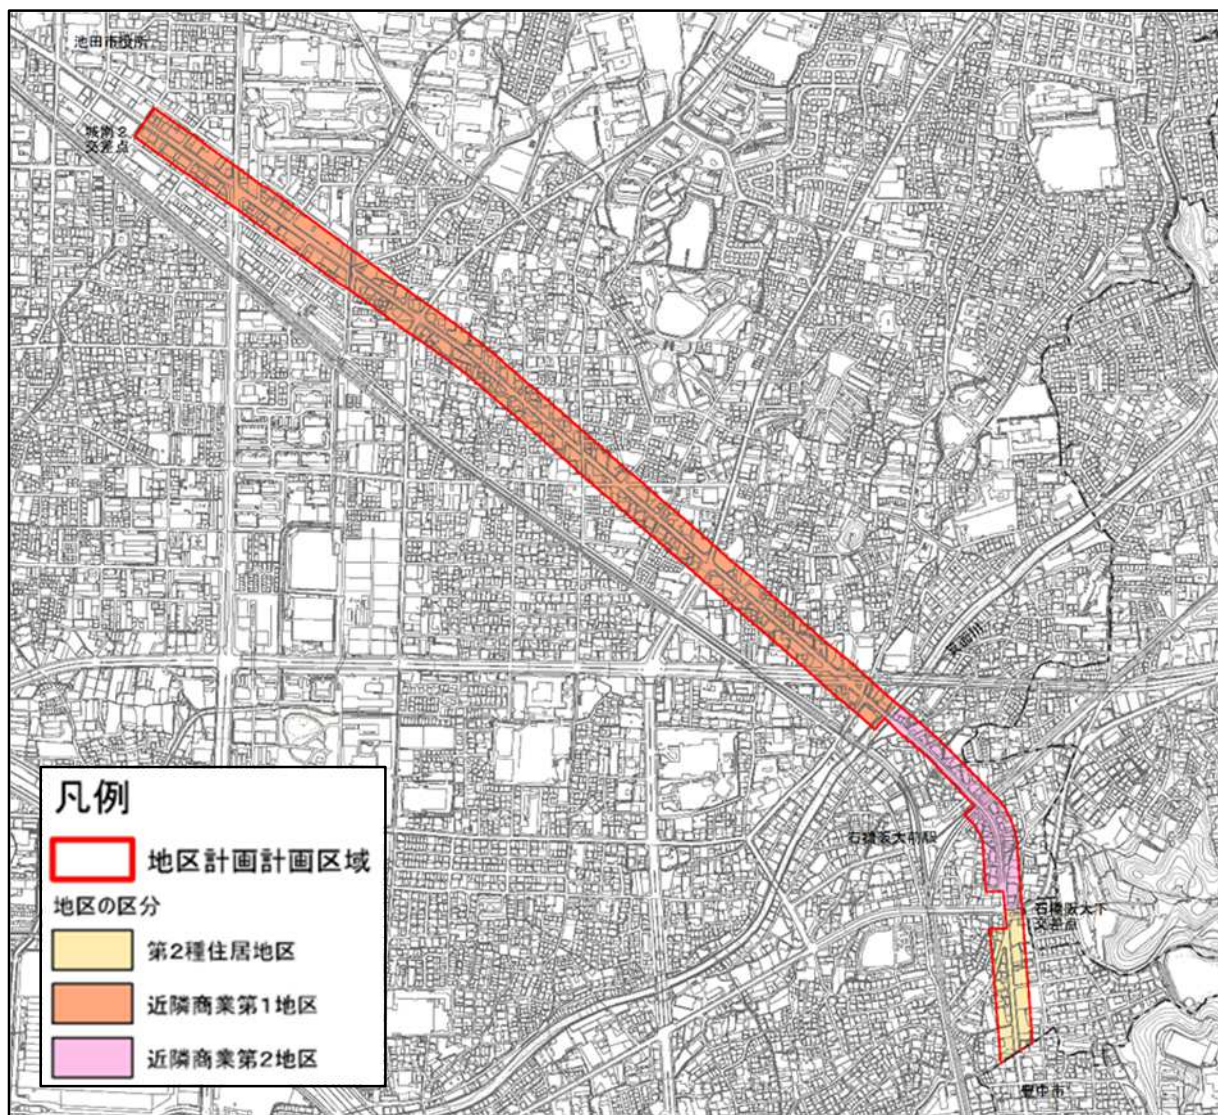 池田市役所
城南2
交差点
箕面川
石橋阪大前駅
石橋阪大下
交差点
豊中市
凡例
地区計画計画区域
地区の区分
第2種住居地区
近隣商業第1地区
近隣商業第2地区